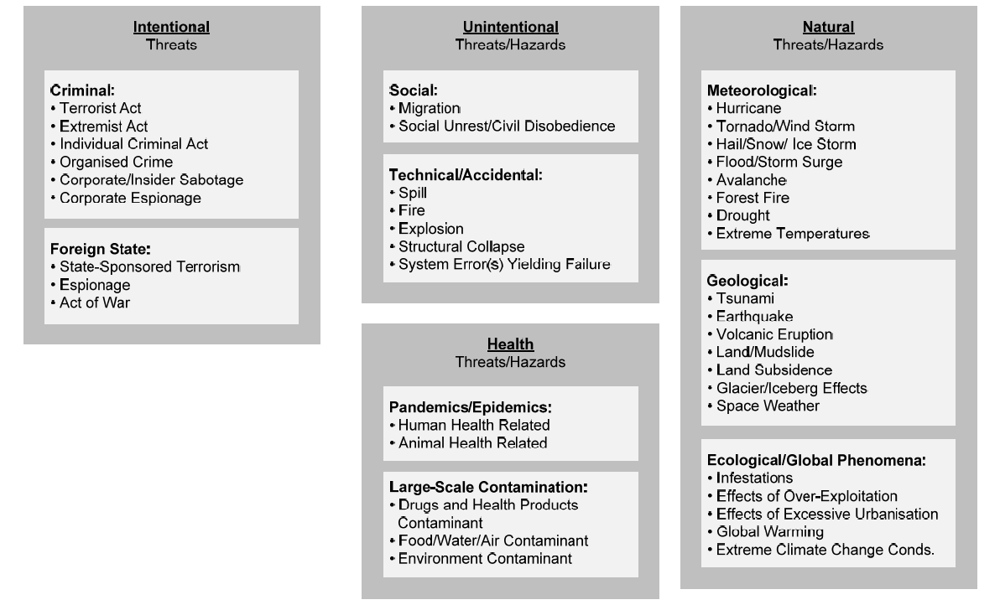 Intentional
Threats
Criminal:
• Terrorist Act
• Extremist Act
• Individual Criminal Act
• Organised Crime
• Corporate/Insider Sabotage
• Corporate Espionage
Foreign State:
• State-Sponsored Terrorism
• Espionage
• Act of War
Unintentional
Threats/Hazards
Social:
• Migration
• Social Unrest/Civil Disobedience
Technical/Accidental:
• Spill
• Fire
• Explosion
• Structural Collapse
• System Error(s) Yielding Failure
Health
Threats/Hazards
Pandemics/Epidemics:
• Human Health Related
• Animal Health Related
Large-Scale Contamination:
• Drugs and Health Products
Contaminant
• Food/Water/Air Contaminant
• Environment Contaminant
Natural
Threats/Hazards
Meteorological:
• Hurricane
• Tornado/Wind Storm
• Hail/Snow/ Ice Storm
• Flood/Storm Surge
• Avalanche
• Forest Fire
• Drought
• Extreme Temperatures
Geological:
• Tsunami
• Earthquake
• Volcanic Eruption
• Land/Mudslide
• Land Subsidence
• Glacier/Iceberg Effects
• Space Weather
Ecological/Global Phenomena:
• Infestations
• Effects of Over-Exploitation
• Effects of Excessive Urbanisation
• Global Warming
• Extreme Climate Change Conds.